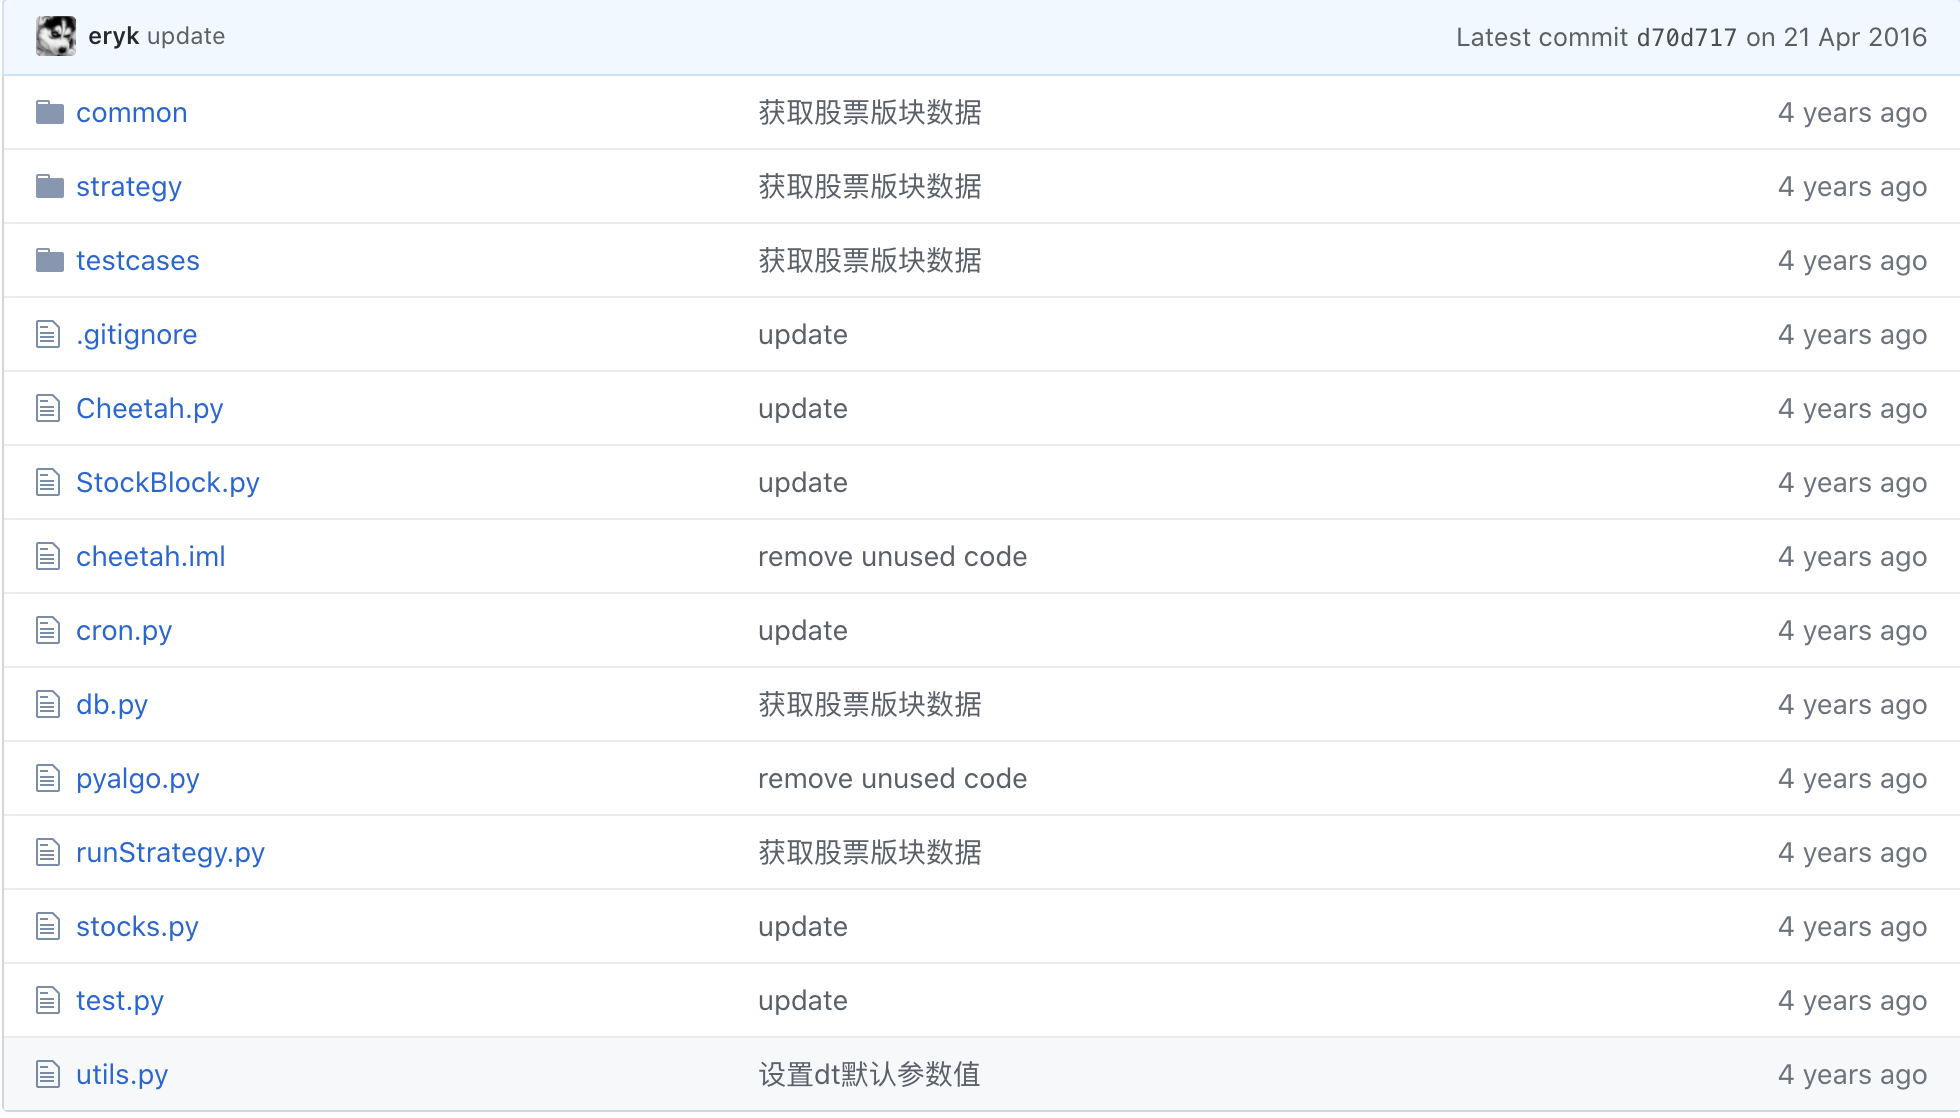 eryk update Latest commit d70d717 on 21 Apr 2016
common 获取股票版块数据 4 years ago
strategy 获取股票版块数据 4 years ago
testcases 获取股票版块数据 4 years ago
.gitignore update 4 years ago
Cheetah.py update 4 years ago
StockBlock.py update 4 years ago
cheetah.iml remove unused code 4 years ago
cron.py update 4 years ago
db.py 获取股票版块数据 4 years ago
pyalgo.py remove unused code 4 years ago
runStrategy.py 获取股票版块数据 4 years ago
stocks.py update 4 years ago
test.py update 4 years ago
utils.py 设置dt默认参数值 4 years ago